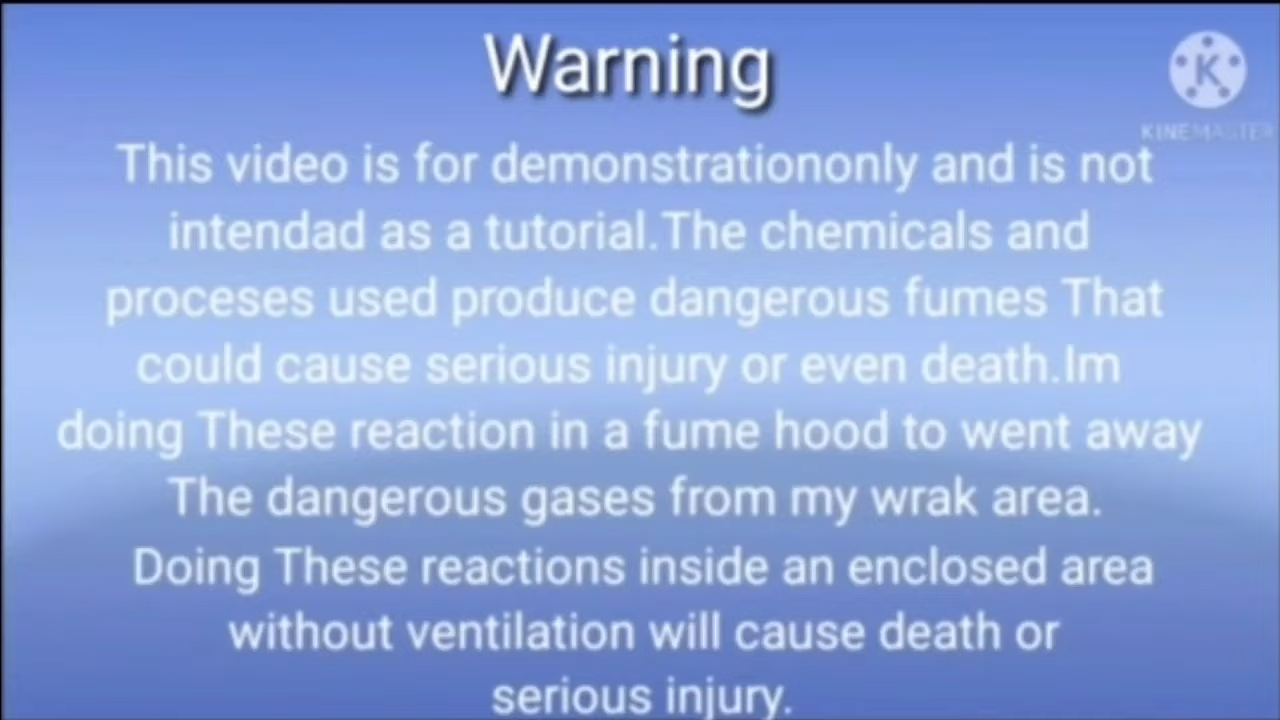 Warning
K
KINEMASTER
This video is for demonstrationonly and is not
intendad as a tutorial.The chemicals and
proceses used produce dangerous fumes That
could cause serious injury or even death.Im
doing These reaction in a fume hood to went away
The dangerous gases from my wrak area.
Doing These reactions inside an enclosed area
without ventilation will cause death or
serious injury.